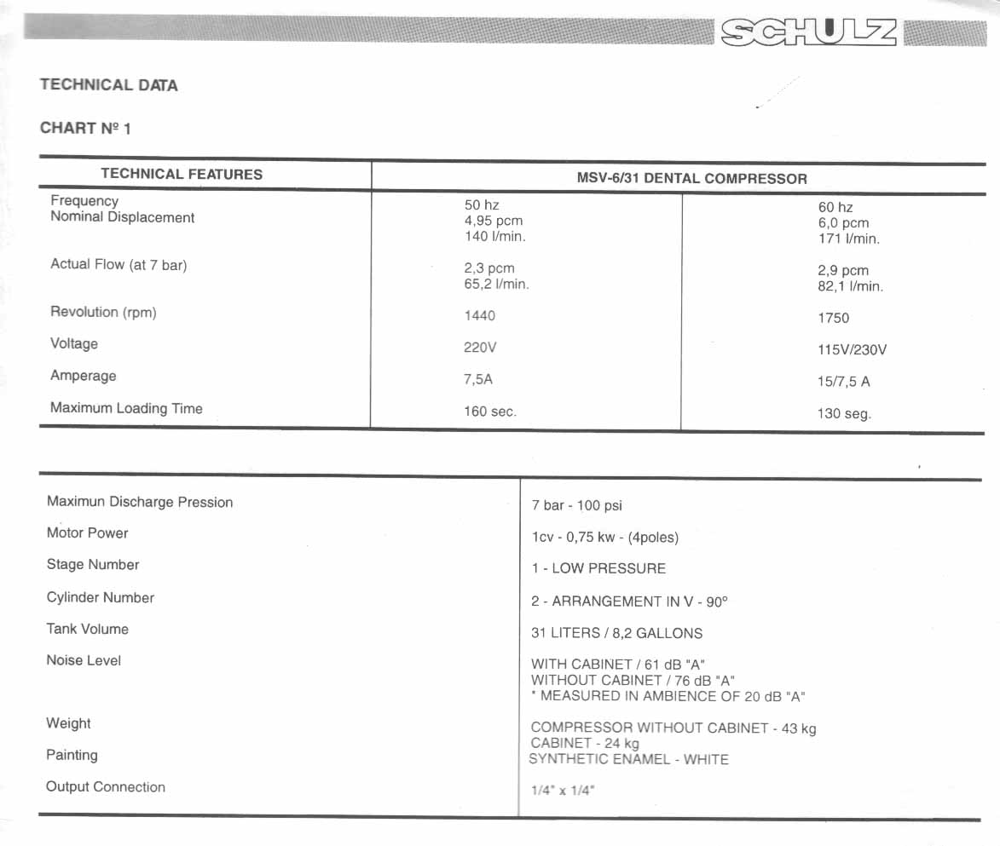 SCHULZ
TECHNICAL DATA
CHART Nº 1
TECHNICAL FEATURES
MSV-6/31 DENTAL COMPRESSOR
Frequency
50 hz
60 hz
Nominal Displacement
4,95 pcm
6,0 pcm
140 l/min.
171 l/min.
Actual Flow (at 7 bar)
2,3 pcm
2,9 pcm
65,2 l/min.
82,1 l/min.
Revolution (rpm)
1440
1750
Voltage
220V
115V/230V
Amperage
7,5A
15/7,5 A
Maximum Loading Time
160 sec.
130 seg.
Maximun Discharge Pression
7 bar - 100 psi
Motor Power
1cv - 0,75 kw - (4poles)
Stage Number
1 - LOW PRESSURE
Cylinder Number
2 - ARRANGEMENT IN V - 90º
Tank Volume
31 LITERS / 8,2 GALLONS
Noise Level
WITH CABINET / 61 dB "A"
WITHOUT CABINET / 76 dB "A"
* MEASURED IN AMBIENCE OF 20 dB "A"
Weight
COMPRESSOR WITHOUT CABINET - 43 kg
CABINET - 24 kg
Painting
SYNTHETIC ENAMEL - WHITE
Output Connection
1/4" x 1/4"